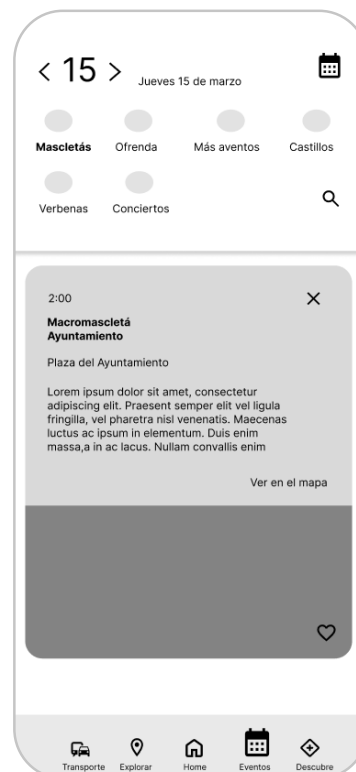 < 15 >
Jueves 15 de marzo
Mascletás Ofrenda Más aventos Castillos
Verbenas Conciertos
2:00
Macromascletá
Ayuntamiento
Plaza del Ayuntamiento
Lorem ipsum dolor sit amet, consectetur
adipiscing elit. Praesent semper elit vel ligula
fringilla, vel pharetra nisl venenatis. Maecenas
luctus ac ipsum in elementum. Duis enim
massa,a in ac lacus. Nullam convallis enim
Ver en el mapa
Transporte Explorar Home Eventos Descubre